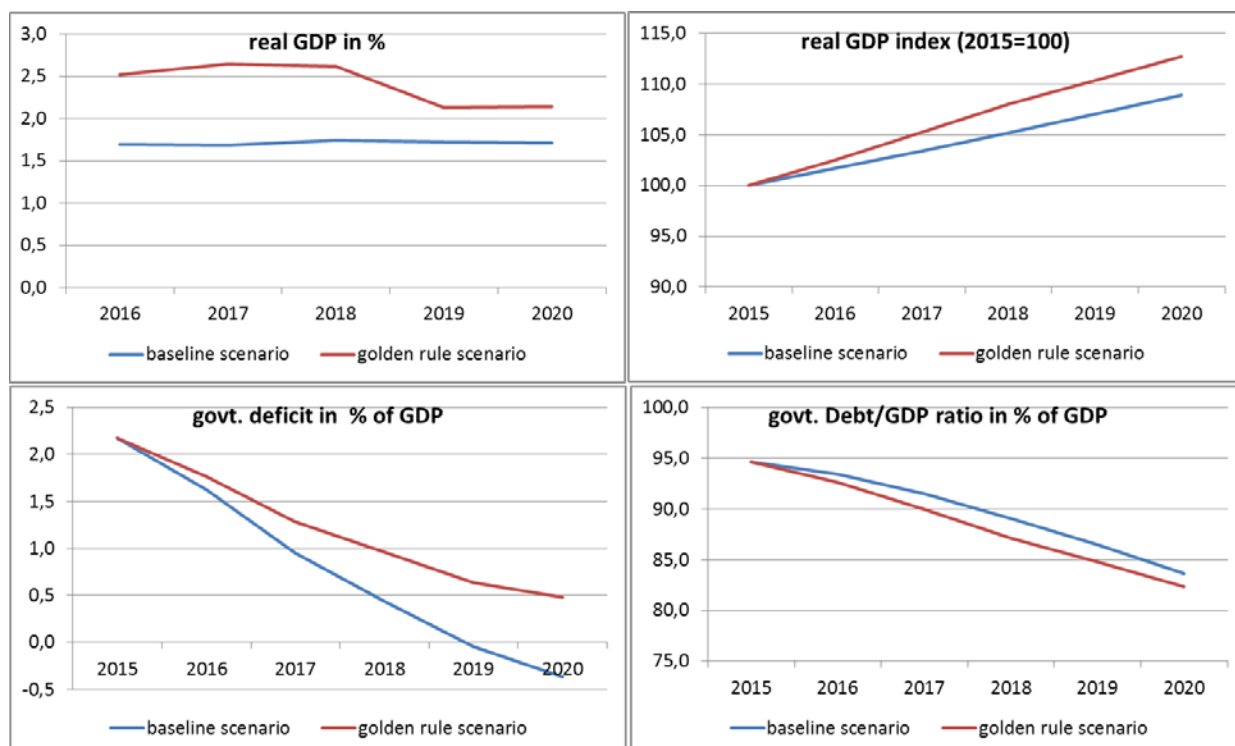 real GDP in %
3,0
2,5
2,0
1,5
1,0
0,5
0,0
2016 2017 2018 2019 2020
baseline scenario golden rule scenario
real GDP index (2015=100)
115,0
110,0
105,0
100,0
95,0
90,0
2015 2016 2017 2018 2019 2020
baseline scenario golden rule scenario
govt. deficit in % of GDP
2,5
2,0
1,5
1,0
0,5
0,0
-0,5
2015 2016 2017 2018 2019 2020
baseline scenario golden rule scenario
govt. Debt/GDP ratio in % of GDP
100,0
95,0
90,0
85,0
80,0
75,0
2015 2016 2017 2018 2019 2020
baseline scenario golden rule scenario